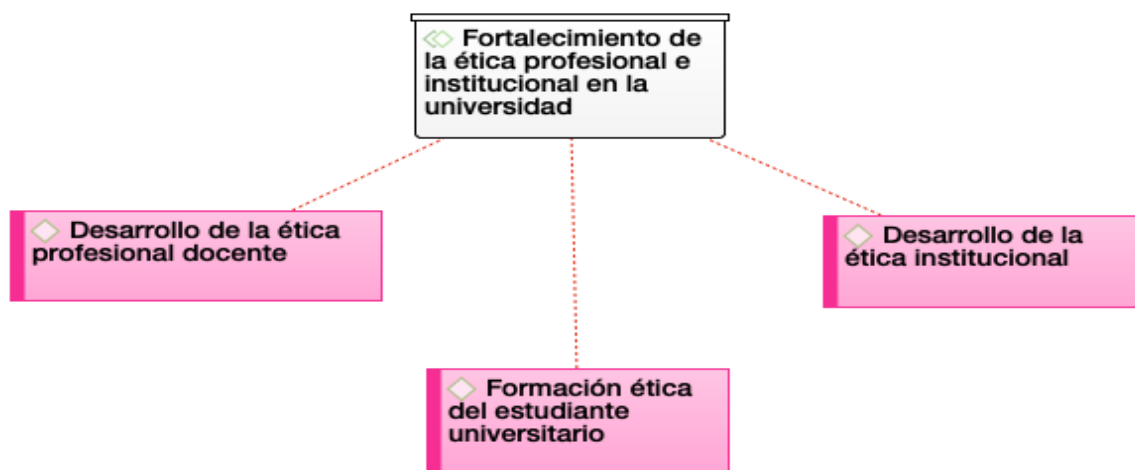 Fortalecimiento de
la ética profesional e
institucional en la
universidad
Desarrollo de la ética
profesional docente
Desarrollo de la
ética institucional
Formación ética
del estudiante
universitario